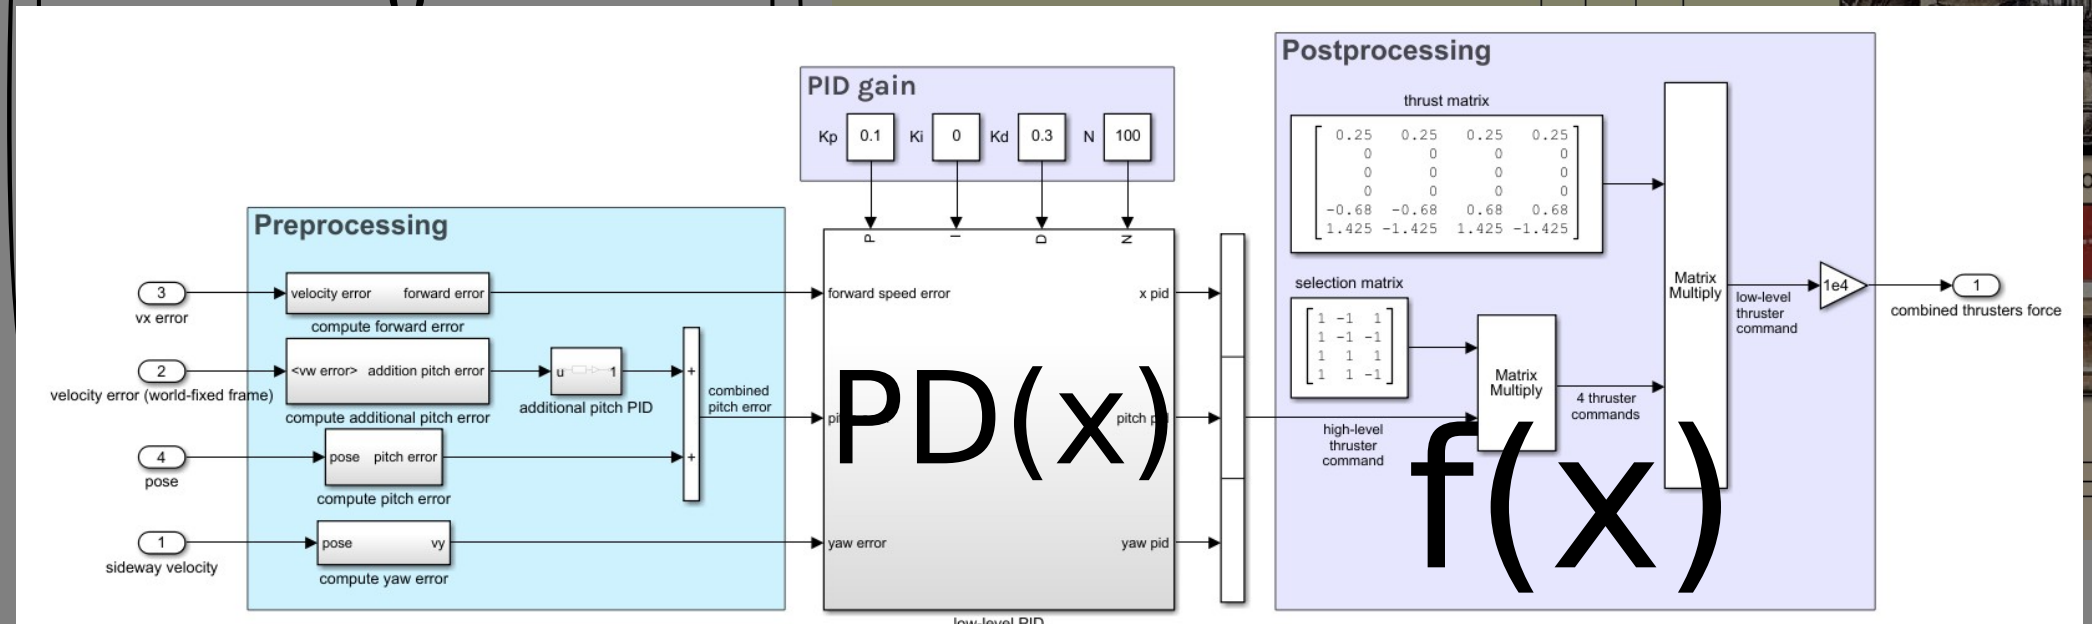 Postprocessing
PID gain
thrust matrix
Kp 0.1 Ki 0 Kd 0.3 N 100
0.25 0.25 0.25 0.25
0 0 0 0
0 0 0 0
0 0 0 0
-0.68 -0.68 0.68 0.68
1.425 -1.425 1.425 -1.425
Preprocessing
P I D N
selection matrix
1 -1 1
1 -1 -1
1 1 1
1 1 -1
3
vx error
velocity error forward error
compute forward error
forward speed error
x pid
Matrix
Multiply
low-level
thruster
command
1e4
1
combined thrusters force
2
velocity error (world-fixed frame)
<vw error> addition pitch error
compute additional pitch error
u 1
additional pitch PID
+
+
combined
pitch error
PD(x)
pitch
Matrix
Multiply
4 thruster
commands
high-level
thruster
command
f(x)
4
pose
pose pitch error
compute pitch error
1
sideway velocity
pose vy
compute yaw error
yaw error
yaw pid
low-level PID